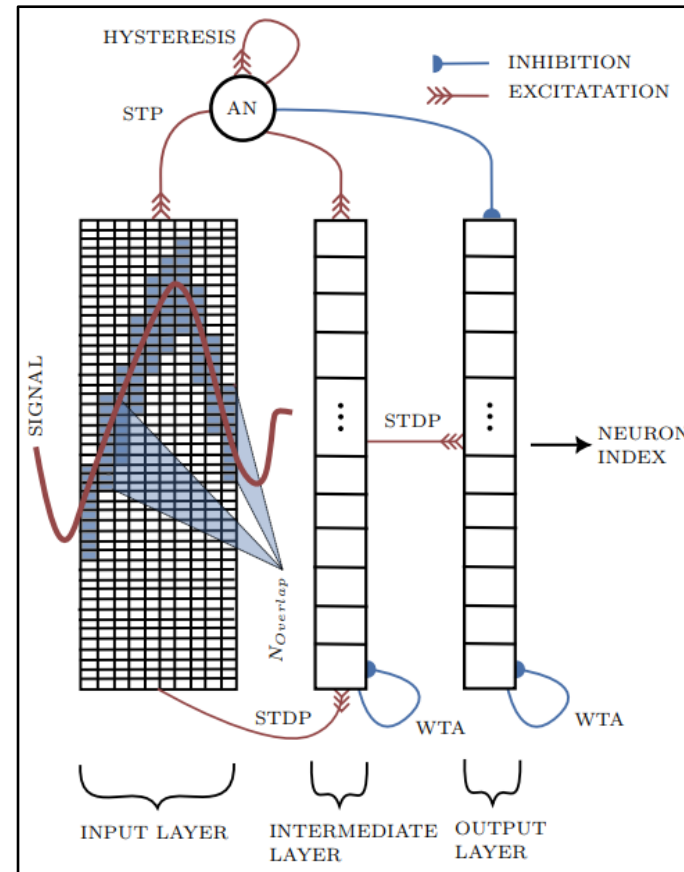 HYSTERESIS
INHIBITION
EXCITATATION
STP
AN
SIGNAL
STDP
NEURON
INDEX
N_Overlap
STDP
WTA
WTA
INPUT LAYER
INTERMEDIATE
LAYER
OUTPUT
LAYER